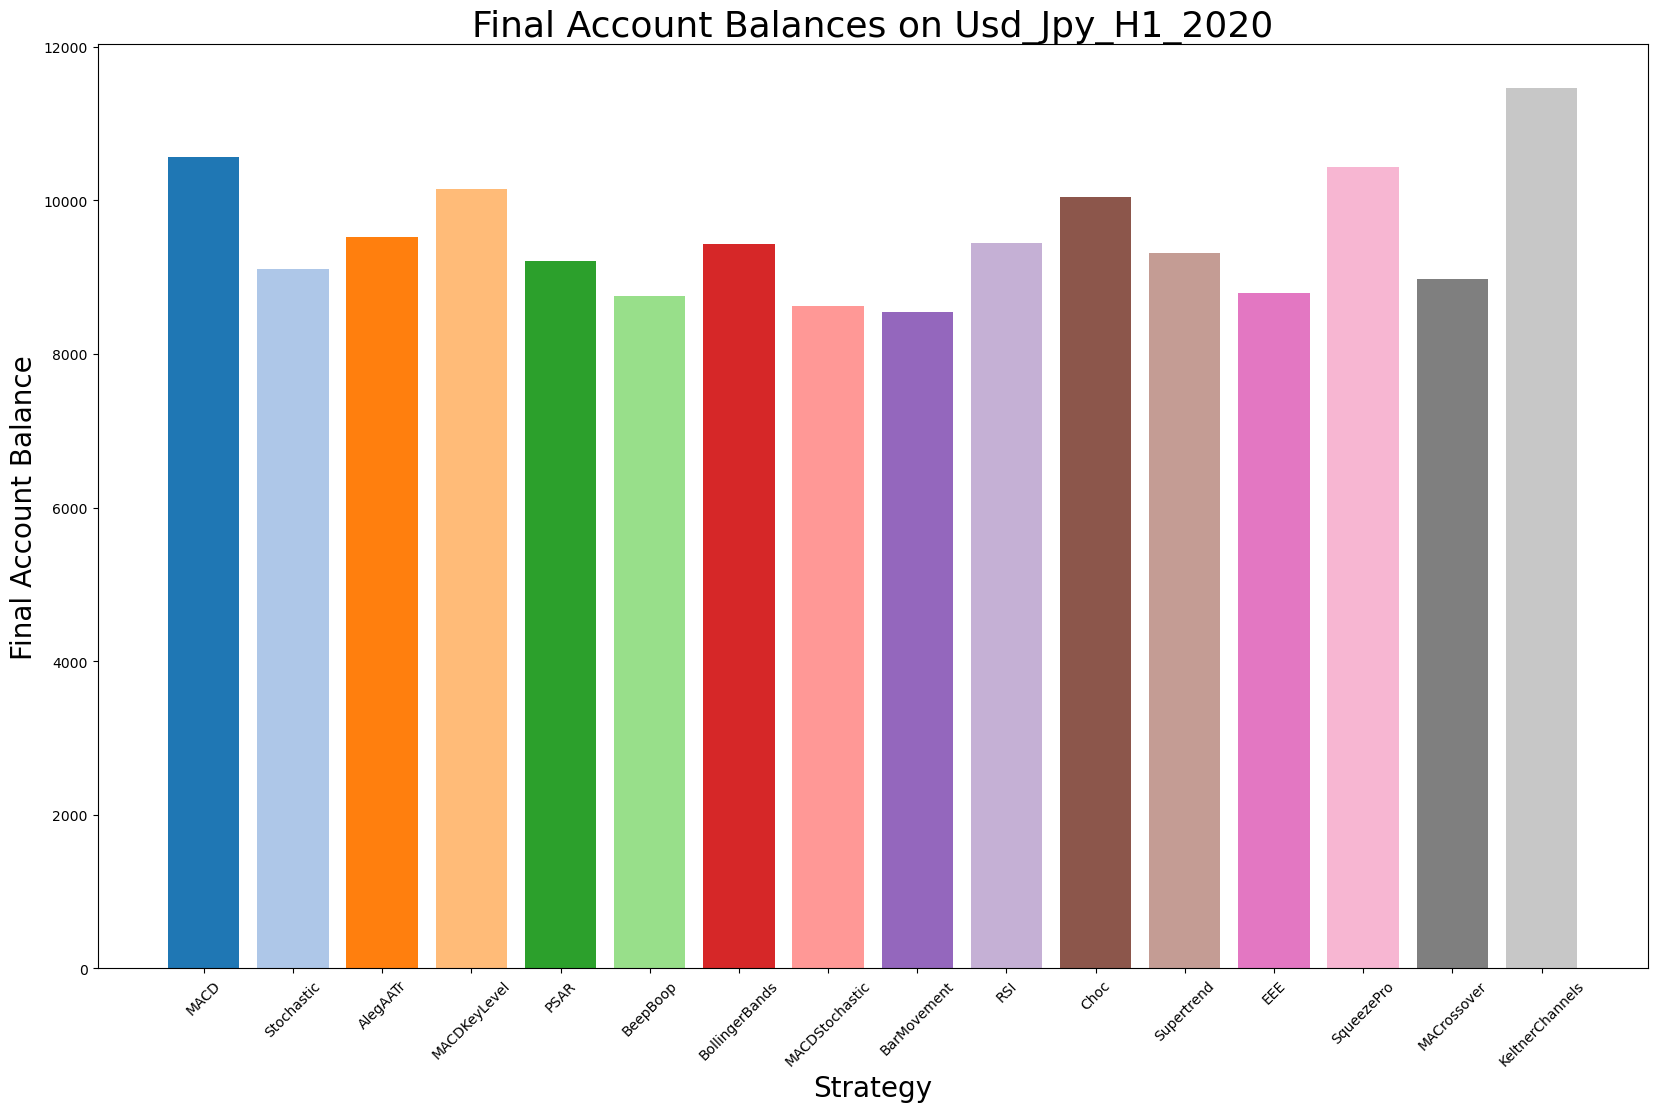 Final Account Balances on Usd_Jpy_H1_2020
Final Account Balance
12000
10000
8000
6000
4000
2000
0
MACD
Stochastic
AlegAATr
MACDKeyLevel
PSAR
BeepBoop
BollingerBands
MACDStochastic
BarMovement
RSI
Choc
Supertrend
EEE
SqueezePro
MACrossover
KeltnerChannels
Strategy